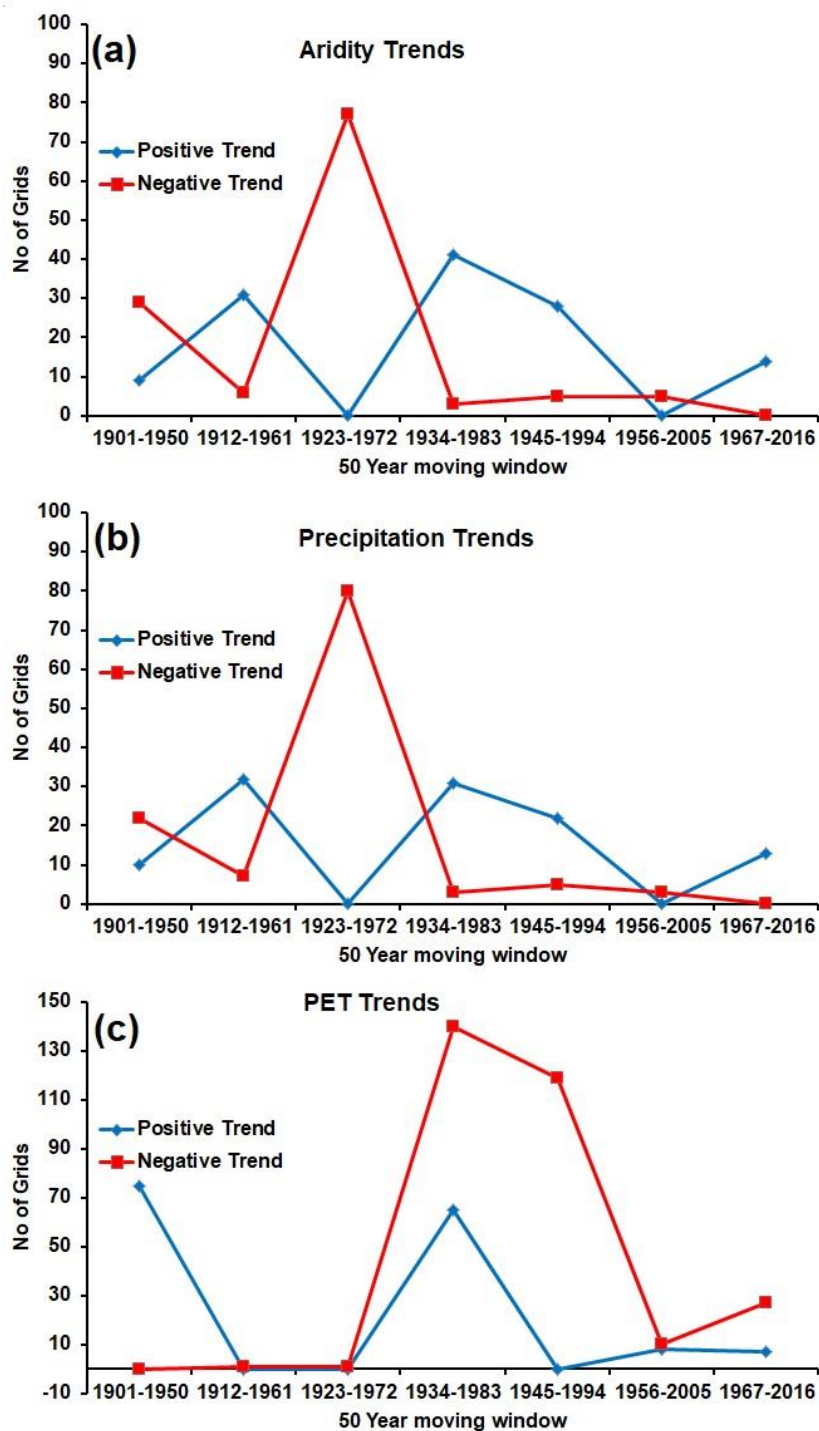 (a)
Aridity Trends
100
90
80
70
60
50
40
30
20
10
0
No of Grids
Positive Trend
Negative Trend
1901-1950 1912-1961 1923-1972 1934-1983 1945-1994 1956-2005 1967-2016
50 Year moving window
(b)
Precipitation Trends
100
90
80
70
60
50
40
30
20
10
0
No of Grids
Positive Trend
Negative Trend
1901-1950 1912-1961 1923-1972 1934-1983 1945-1994 1956-2005 1967-2016
50 Year moving window
(c)
PET Trends
150
130
110
90
70
50
30
10
-10
No of Grids
Positive Trend
Negative Trend
1901-1950 1912-1961 1923-1972 1934-1983 1945-1994 1956-2005 1967-2016
50 Year moving window